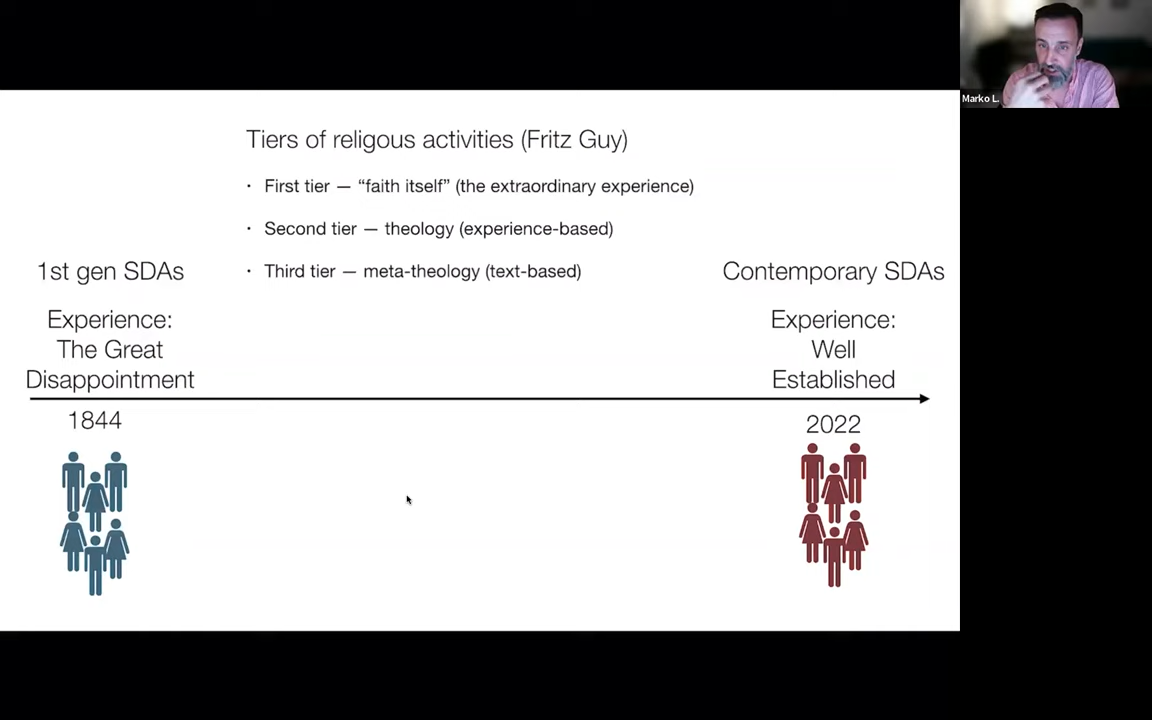 Marko L.
Tiers of religous activities (Fritz Guy)
· First tier — “faith itself” (the extraordinary experience)
· Second tier — theology (experience-based)
· Third tier — meta-theology (text-based)
1st gen SDAs
Experience:
The Great
Disappointment
1844
Contemporary SDAs
Experience:
Well
Established
2022